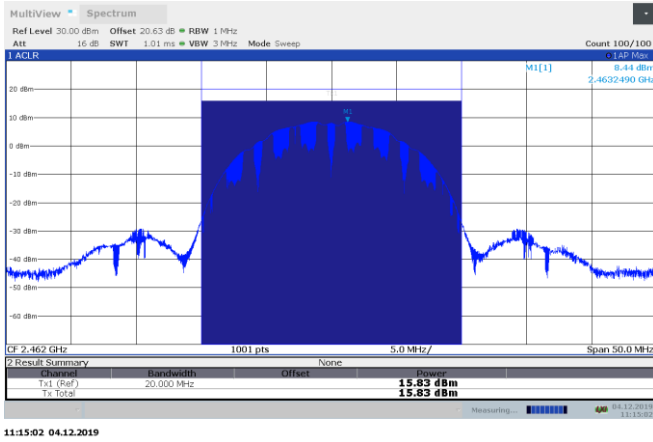 MultiView Spectrum
Ref Level 30.00 dBm Offset 20.63 dB RBW 1 MHz
Att 16 dB SWT 1.01 ms VBW 3 MHz Mode Sweep Count 100/100
1 ACLR 1AP Max
M1[1] 8.44 dBm
2.4632490 GHz
20 dBm
M1
10 dBm
0 dBm
-10 dBm
-20 dBm
-30 dBm
-40 dBm
-50 dBm
-60 dBm
CF 2.462 GHz 1001 pts 5.0 MHz/ Span 50.0 MHz
2 Result Summary None
Channel Bandwidth Offset Power
Tx1 (Ref) 20.000 MHz 15.83 dBm
Tx Total 15.83 dBm
Measuring... 04.12.2019
11:15:02
11:15:02 04.12.2019